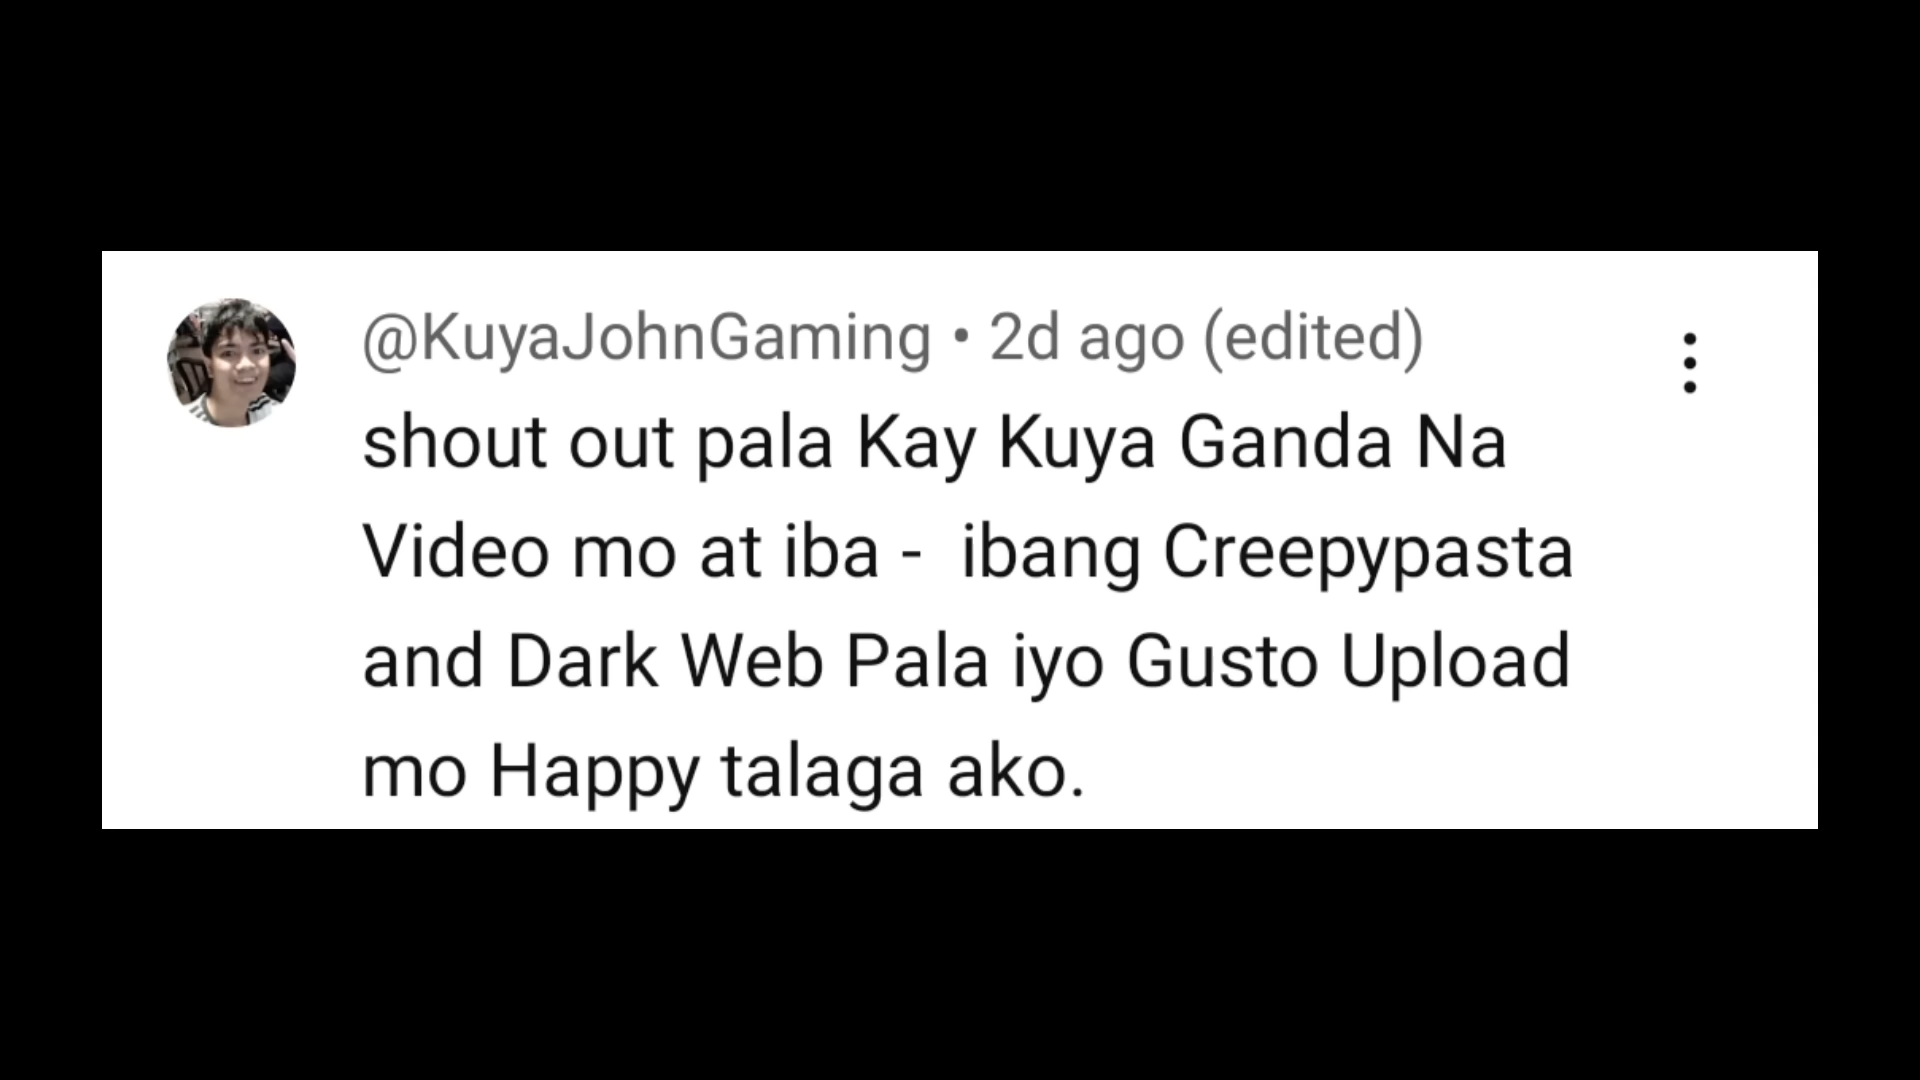 @KuyaJohnGaming • 2d ago (edited)
shout out pala Kay Kuya Ganda Na
Video mo at iba -  ibang Creepypasta
and Dark Web Pala iyo Gusto Upload
mo Happy talaga ako.